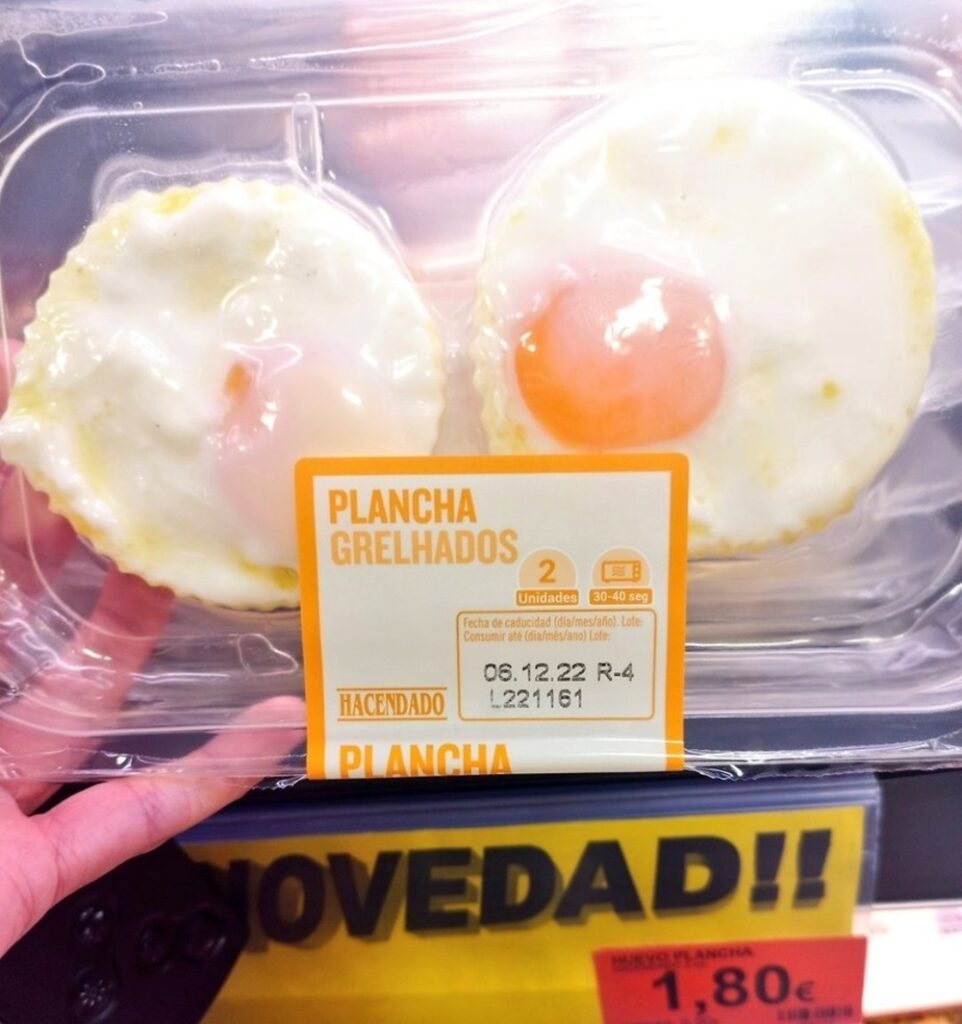 PLANCHA
GRELHADOS
2
Unidades
30-40 seg
Fecha de caducidad (día/mes/año). Lote:
Consumir até (dia/mês/ano) Lote:
06.12.22 R-4
L221161
HACENDADO
PLANCHA
NOVEDAD!!
HUEVO PLANCHA
1,80€